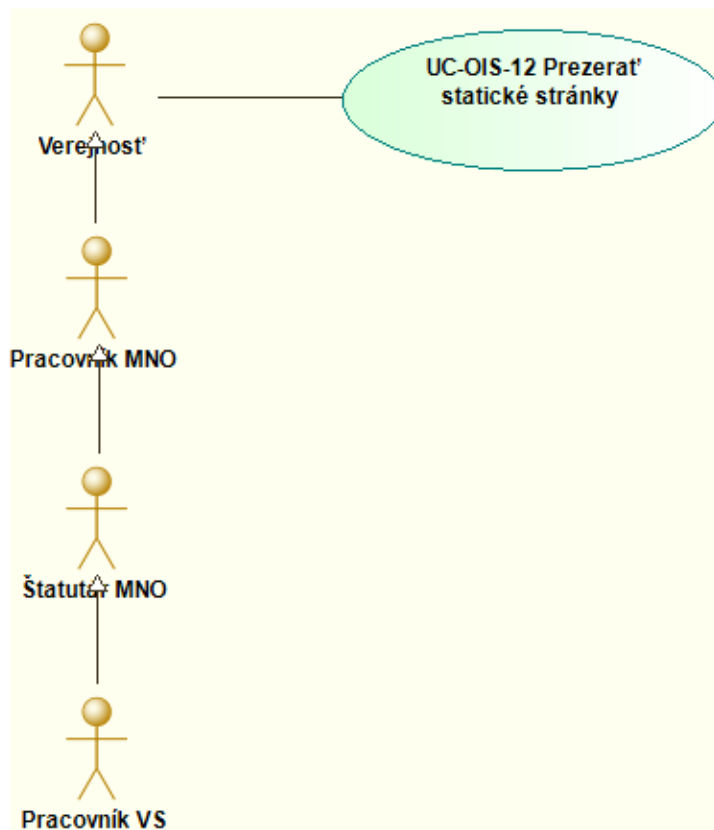 UC-OIS-12 Prezerať
statické stránky
Verejnosť
Pracovník MNO
Štatutár MNO
Pracovník VS